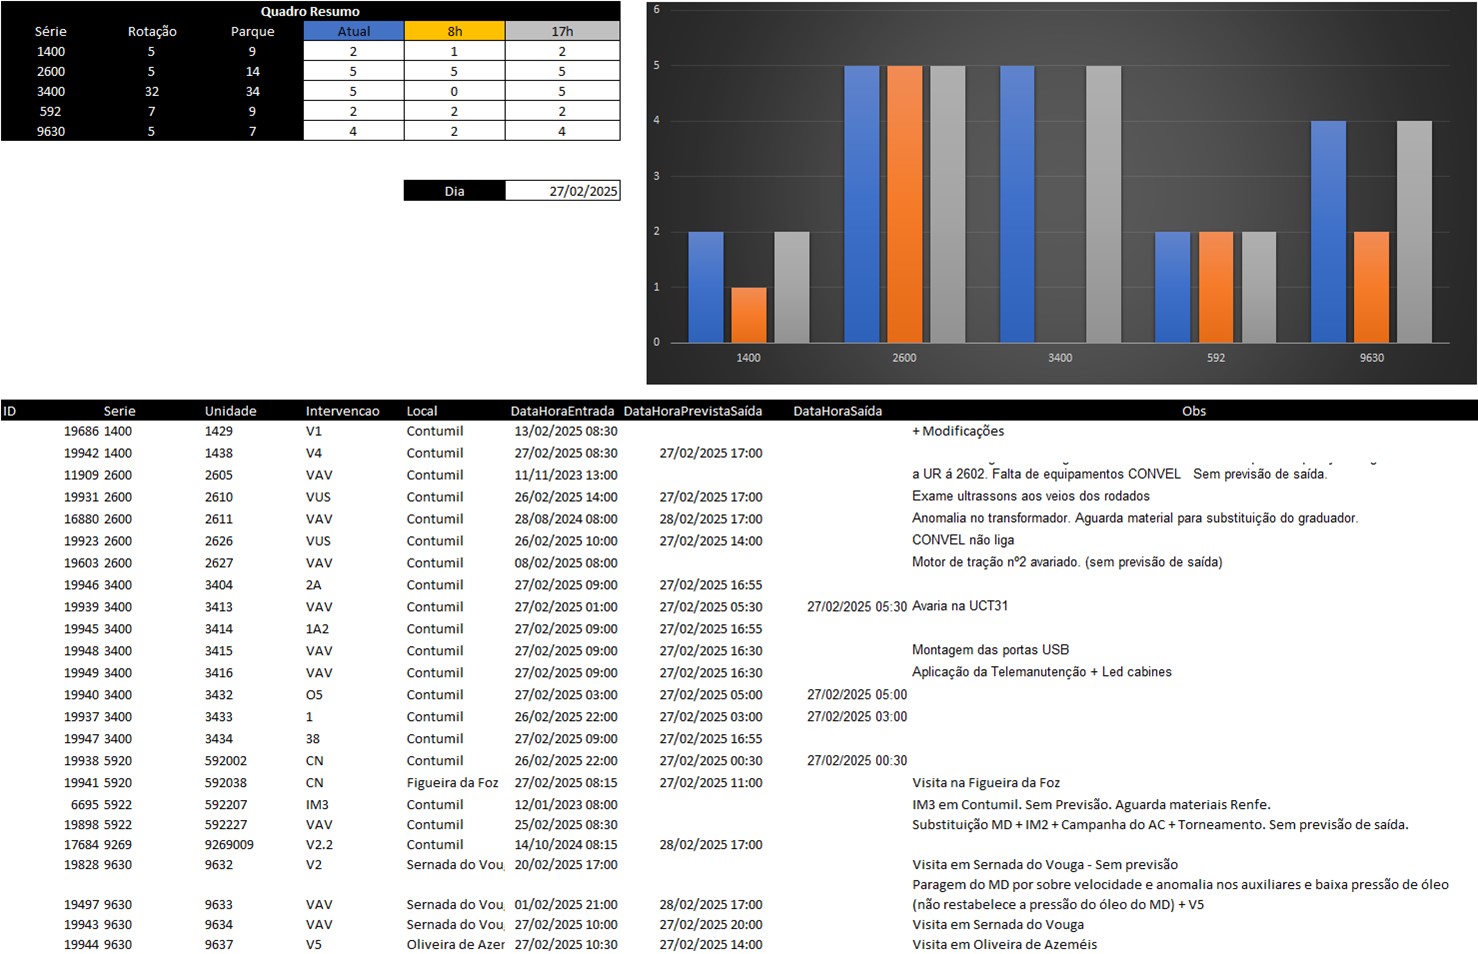 Quadro Resumo
Série Rotação Parque Atual 8h 17h
1400 5 9 2 1 2
2600 5 14 5 5 5
3400 32 34 5 0 5
592 7 9 2 2 2
9630 5 7 4 2 4
Dia 27/02/2025
6
5
4
3
2
1
0
1400 2600 3400 592 9630
ID Serie Unidade Intervencao Local DataHoraEntrada DataHoraPrevistaSaída DataHoraSaída Obs
19686 1400 1429 V1 Contumil 13/02/2025 08:30 + Modificações
19942 1400 1438 V4 Contumil 27/02/2025 08:30 27/02/2025 17:00
11909 2600 2605 VAV Contumil 11/11/2023 13:00 a UR á 2602. Falta de equipamentos CONVEL Sem previsão de saída.
19931 2600 2610 VUS Contumil 26/02/2025 14:00 27/02/2025 17:00 Exame ultrassons aos veios dos rodados
16880 2600 2611 VAV Contumil 28/08/2024 08:00 28/02/2025 17:00 Anomalia no transformador. Aguarda material para substituição do graduador.
19923 2600 2626 VUS Contumil 26/02/2025 10:00 27/02/2025 14:00 CONVEL não liga
19603 2600 2627 VAV Contumil 08/02/2025 08:00 Motor de tração nº2 avariado. (sem previsão de saída)
19946 3400 3404 2A Contumil 27/02/2025 09:00 27/02/2025 16:55
19939 3400 3413 VAV Contumil 27/02/2025 01:00 27/02/2025 05:30 27/02/2025 05:30 Avaria na UCT31
19945 3400 3414 1A2 Contumil 27/02/2025 09:00 27/02/2025 16:55
19948 3400 3415 VAV Contumil 27/02/2025 09:00 27/02/2025 16:30 Montagem das portas USB
19949 3400 3416 VAV Contumil 27/02/2025 09:00 27/02/2025 16:30 Aplicação da Telemanutenção + Led cabines
19940 3400 3432 O5 Contumil 27/02/2025 03:00 27/02/2025 05:00 27/02/2025 05:00
19937 3400 3433 1 Contumil 26/02/2025 22:00 27/02/2025 03:00 27/02/2025 03:00
19947 3400 3434 38 Contumil 27/02/2025 09:00 27/02/2025 16:55
19938 5920 592002 CN Contumil 26/02/2025 22:00 27/02/2025 00:30 27/02/2025 00:30
19941 5920 592038 CN Figueira da Foz 27/02/2025 08:15 27/02/2025 11:00 Visita na Figueira da Foz
6695 5922 592207 IM3 Contumil 12/01/2023 08:00 IM3 em Contumil. Sem Previsão. Aguarda materiais Renfe.
19898 5922 592227 VAV Contumil 25/02/2025 08:30 Substituição MD + IM2 + Campanha do AC + Torneamento. Sem previsão de saída.
17684 9269 9269009 V2.2 Contumil 14/10/2024 08:15 28/02/2025 17:00
19828 9630 9632 V2 Sernada do Vou 20/02/2025 17:00 Visita em Sernada do Vouga - Sem previsão
Paragem do MD por sobre velocidade e anomalia nos auxiliares e baixa pressão de óleo
19497 9630 9633 VAV Sernada do Vou 01/02/2025 21:00 28/02/2025 17:00 (não restabelece a pressão do óleo do MD) + V5
19943 9630 9634 VAV Sernada do Vou 27/02/2025 10:00 27/02/2025 20:00 Visita em Sernada do Vouga
19944 9630 9637 V5 Oliveira de Azer 27/02/2025 10:30 27/02/2025 14:00 Visita em Oliveira de Azeméis